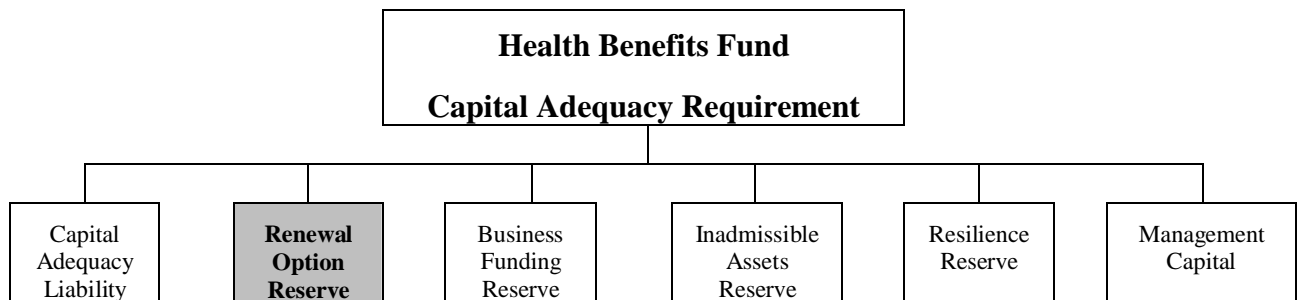 Health Benefits Fund
Capital Adequacy Requirement
Capital
Adequacy
Liability
Renewal
Option
Reserve
Business
Funding
Reserve
Inadmissible
Assets
Reserve
Resilience
Reserve
Management
Capital